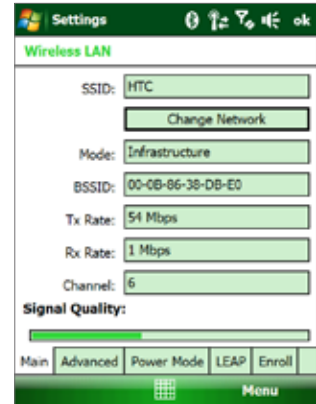 Settings ok
Wireless LAN
SSID: HTC
Change Network
Mode: Infrastructure
BSSID: 00-0B-86-38-DB-E0
Tx Rate: 54 Mbps
Rx Rate: 1 Mbps
Channel: 6
Signal Quality:
Main Advanced Power Mode LEAP Enroll
Menu